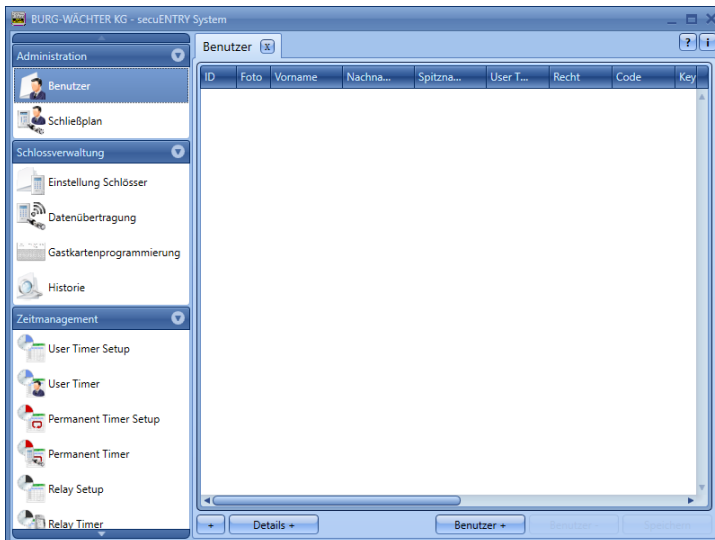 BURG-WÄCHTER KG - secuENTRY System
Administration
Benutzer
Schließplan
Schlossverwaltung
Einstellung Schlösser
Datenübertragung
Gastkartenprogrammierung
Historie
Zeitmanagement
User Timer Setup
User Timer
Permanent Timer Setup
Permanent Timer
Relay Setup
Relay Timer
Benutzer x
? i
ID Foto Vorname Nachna... Spitzna... User T... Recht Code Key
+ Details + Benutzer + Benutzer - Speichern